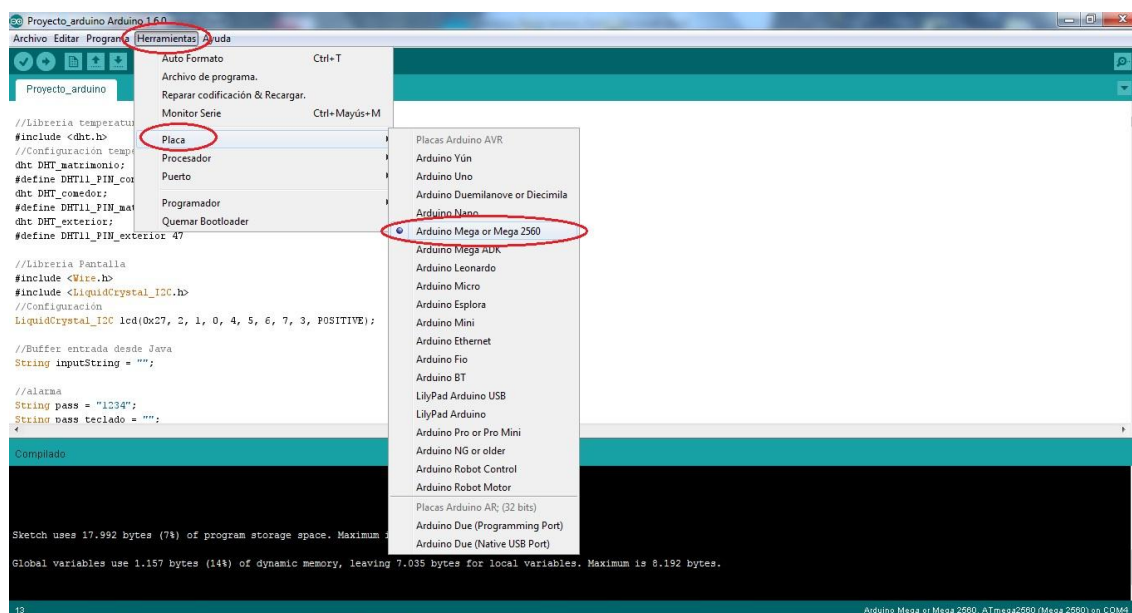 Proyecto_arduino Arduino 1.6.0
Archivo Editar Programa Herramientas Ayuda
Proyecto_arduino
Auto Formato Ctrl+T
Archivo de programa.
Reparar codificación & Recargar.
Monitor Serie Ctrl+Mayús+M
Placa
Procesador
Puerto
Programador
Quemar Bootloader
Placas Arduino AVR
Arduino Yún
Arduino Uno
Arduino Duemilanove or Diecimila
Arduino Nano
Arduino Mega or Mega 2560
Arduino Mega ADK
Arduino Leonardo
Arduino Micro
Arduino Esplora
Arduino Mini
Arduino Ethernet
Arduino Fio
Arduino BT
LilyPad Arduino USB
LilyPad Arduino
Arduino Pro or Pro Mini
Arduino NG or older
Arduino Robot Control
Arduino Robot Motor
Placas Arduino AR; (32 bits)
Arduino Due (Programming Port)
Arduino Due (Native USB Port)
//Libreria temperatu
#include <dht.h>
//Configuración tempe
dht DHT_matrimonio;
#define DHT11_PIN_co
dht DHT_comedor;
#define DHT11_PIN_mat
dht DHT_exterior;
#define DHT11_PIN_exterior 47
//Libreria Pantalla
#include <Wire.h>
#include <LiquidCrystal_I2C.h>
//Configuración
LiquidCrystal_I2C lcd(0x27, 2, 1, 0, 4, 5, 6, 7, 3, POSITIVE);
//Buffer entrada desde Java
String inputString = "";
//alarma
String pass = "1234";
String pass_teclado = "";
Compilado
Sketch uses 17.992 bytes (7%) of program storage space. Maximum
Global variables use 1.157 bytes (14%) of dynamic memory, leaving 7.035 bytes for local variables. Maximum is 8.192 bytes.
13
Arduino Mega or Mega 2560, ATmega2560 (Mega 2560) on COM4